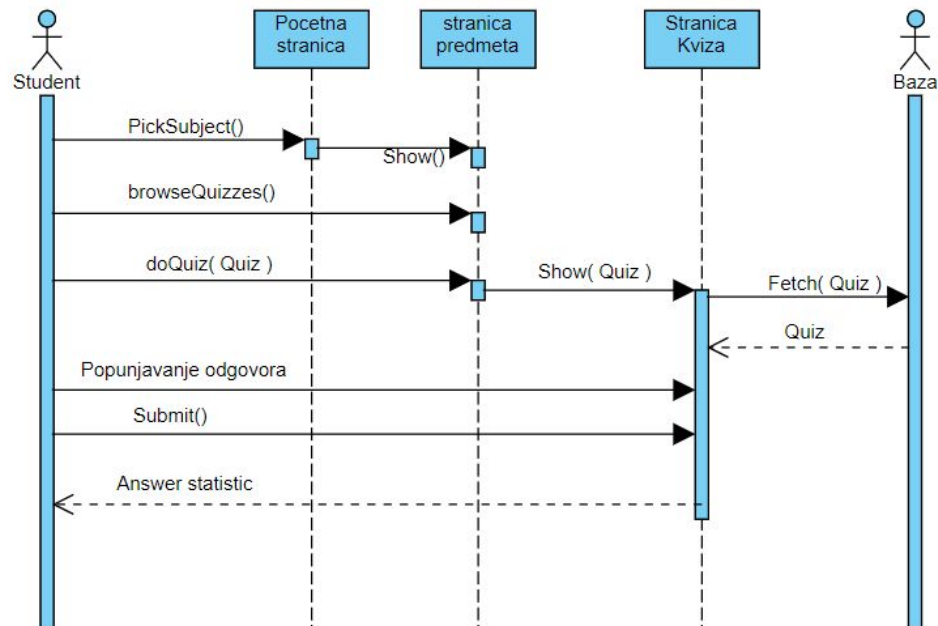 Pocetna
stranica
stranica
predmeta
Stranica
Kviza
Student
Baza
PickSubject()
Show()
browseQuizzes()
doQuiz( Quiz )
Show( Quiz )
Fetch( Quiz )
Quiz
Popunjavanje odgovora
Submit()
Answer statistic